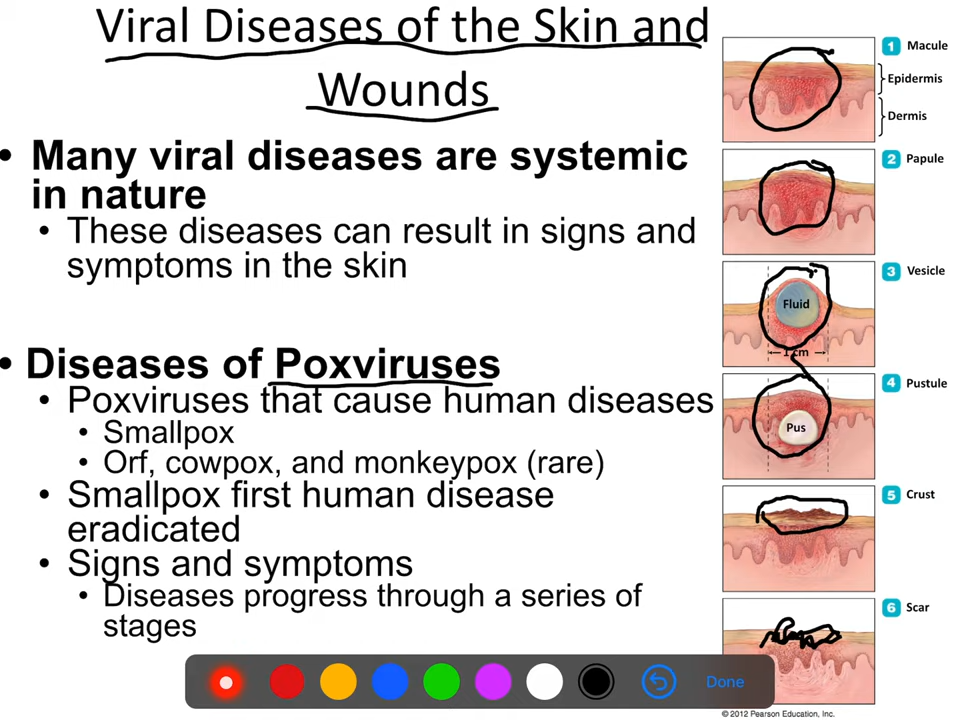 Viral Diseases of the Skin and
Wounds
• Many viral diseases are systemic
in nature
• These diseases can result in signs and
symptoms in the skin
• Diseases of Poxviruses
• Poxviruses that cause human diseases
• Smallpox
• Orf, cowpox, and monkeypox (rare)
• Smallpox first human disease
eradicated
• Signs and symptoms
• Diseases progress through a series of
stages
1 Macule
Epidermis
Dermis
2 Papule
3 Vesicle
Fluid
1 cm
4 Pustule
Pus
5 Crust
6 Scar
Done
© 2012 Pearson Education, Inc.